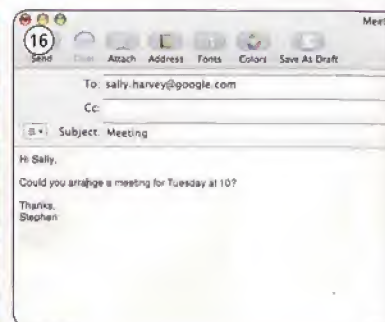 Meet
16
Send Chat Attach Address Fonts Colors Save As Draft
To: sally.harvey@google.com
Cc:
Subject: Meeting
Hi Sally,
Could you arrange a meeting for Tuesday at 10?
Thanks,
Stephen